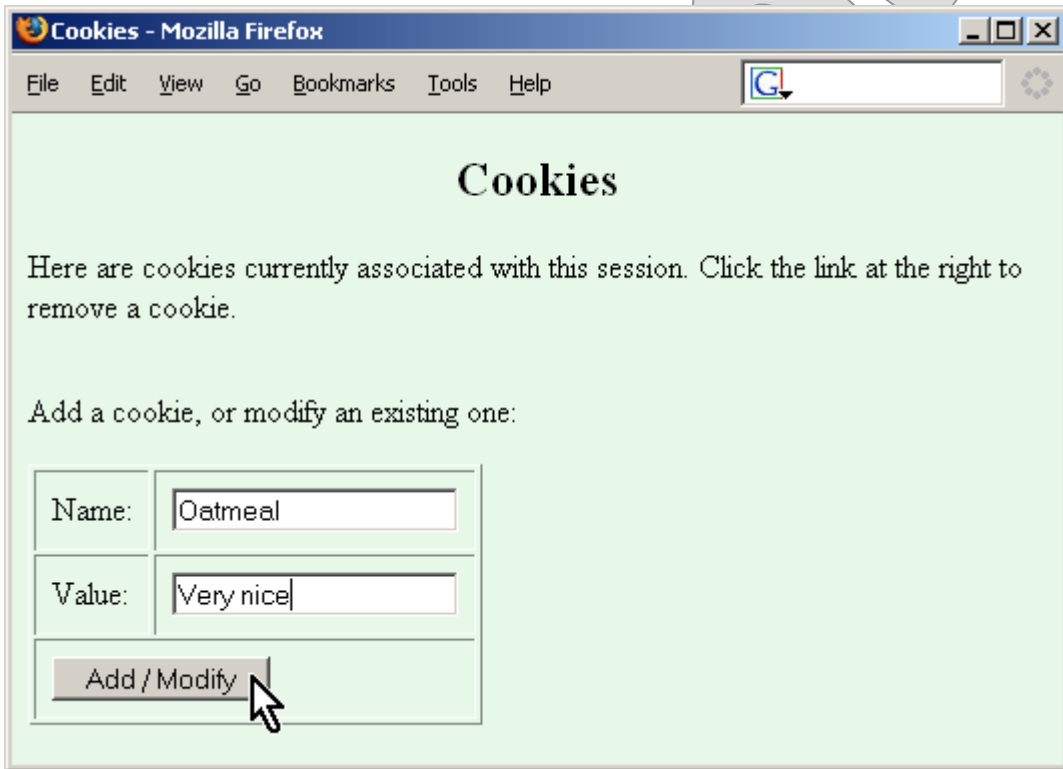 Cookies - Mozilla Firefox
File Edit View Go Bookmarks Tools Help
G
Cookies
Here are cookies currently associated with this session. Click the link at the right to
remove a cookie.
Add a cookie, or modify an existing one:
Name: Oatmeal
Value: Very nice
Add / Modify